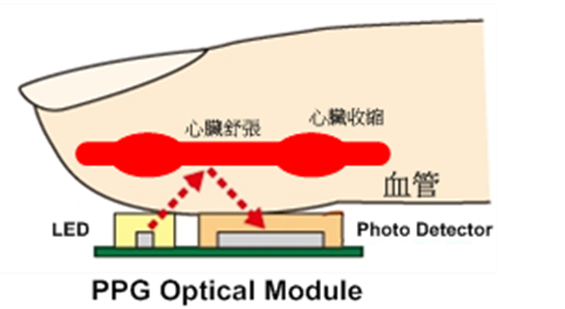 心臟舒張
心臟收縮
血管
LED
Photo Detector
PPG Optical Module